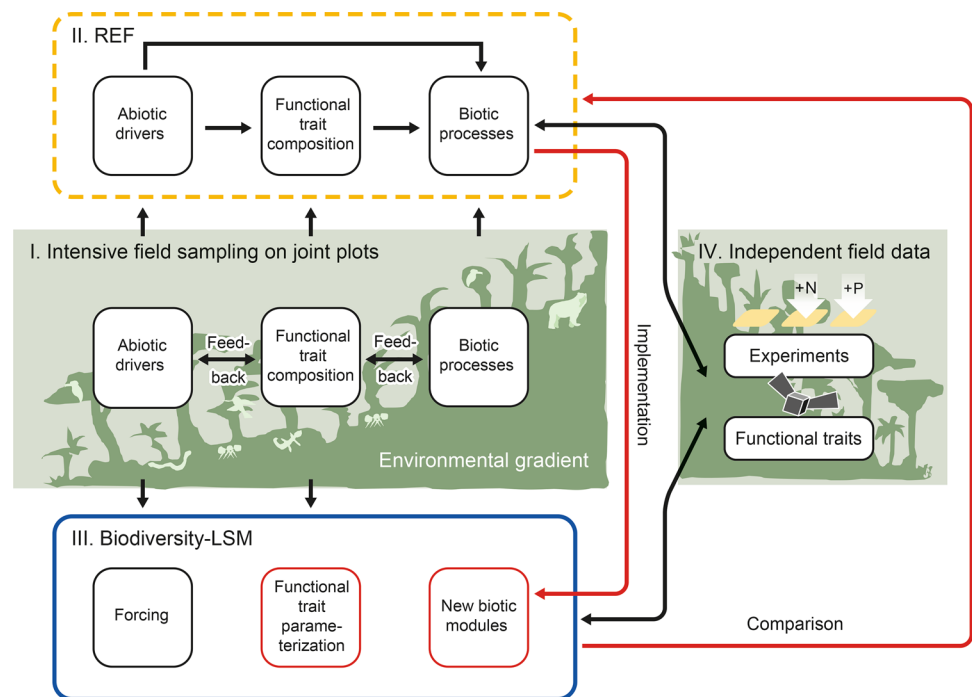 II. REF
Abiotic
drivers
Functional
trait
composition
Biotic
processes
I. Intensive field sampling on joint plots
Abiotic
drivers
Feed-
back
Functional
trait
composition
Feed-
back
Biotic
processes
Environmental gradient
Implementation
IV. Independent field data
+N
+P
Experiments
Functional traits
III. Biodiversity-LSM
Forcing
Functional
trait
parame-
terization
New biotic
modules
Comparison